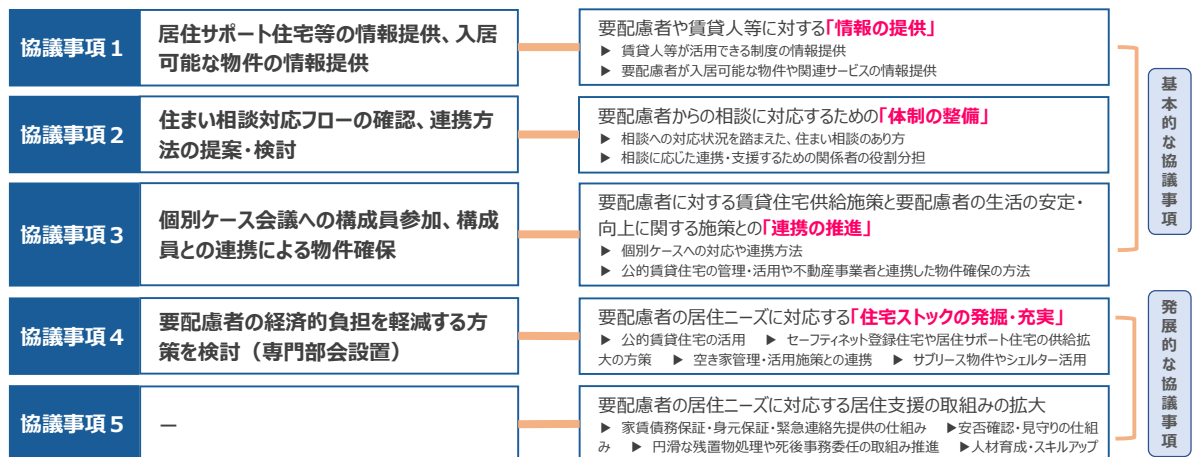 協議事項1
居住サポート住宅等の情報提供、入居
可能な物件の情報提供
要配慮者や賃貸人等に対する「情報の提供」
▶ 賃貸人等が活用できる制度の情報提供
▶ 要配慮者が入居可能な物件や関連サービスの情報提供
協議事項2
住まい相談対応フローの確認、連携方
法の提案・検討
要配慮者からの相談に対応するための「体制の整備」
▶ 相談への対応状況を踏まえた、住まい相談のあり方
▶ 相談に応じた連携・支援するための関係者の役割分担
協議事項3
個別ケース会議への構成員参加、構成
員との連携による物件確保
要配慮者に対する賃貸住宅供給施策と要配慮者の生活の安定・
向上に関する施策との「連携の推進」
▶ 個別ケースへの対応や連携方法
▶ 公的賃貸住宅の管理・活用や不動産事業者と連携した物件確保の方法
基本的な協議事項
協議事項4
要配慮者の経済的負担を軽減する方
策を検討（専門部会設置）
要配慮者の居住ニーズに対応する「住宅ストックの発掘・充実」
▶ 公的賃貸住宅の活用 ▶ セーフティネット登録住宅や居住サポート住宅の供給拡
大の方策 ▶ 空き家管理・活用施策との連携 ▶ サブリース物件やシェルター活用
協議事項5
－
要配慮者の居住ニーズに対応する居住支援の取組みの拡大
▶ 家賃債務保証・身元保証・緊急連絡先提供の仕組み ▶安否確認・見守りの仕組
み ▶ 円滑な残置物処理や死後事務委任の取組み推進 ▶人材育成・スキルアップ
発展的な協議事項